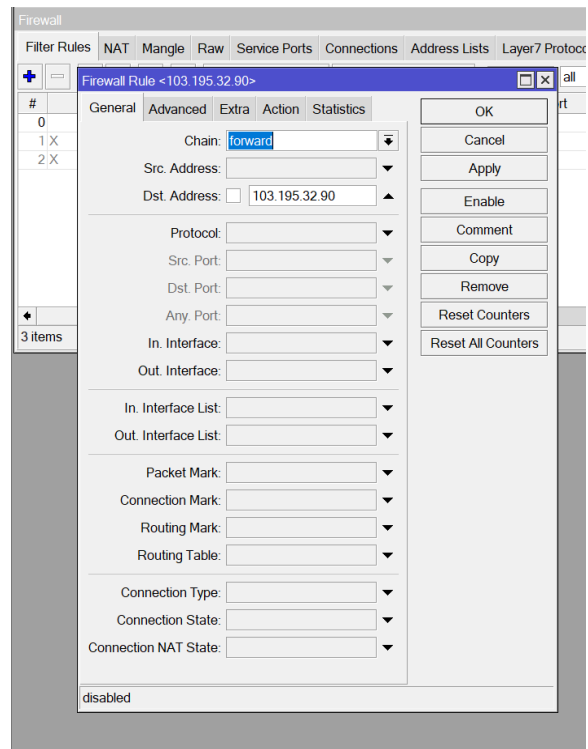 Firewall
Filter Rules NAT Mangle Raw Service Ports Connections Address Lists Layer7 Protoco
all
Firewall Rule <103.195.32.90>
# rt
0
1 X
2 X
3 items
General Advanced Extra Action Statistics
Chain: forward
Src. Address:
Dst. Address: 103.195.32.90
Protocol:
Src. Port:
Dst. Port:
Any. Port:
In. Interface:
Out. Interface:
In. Interface List:
Out. Interface List:
Packet Mark:
Connection Mark:
Routing Mark:
Routing Table:
Connection Type:
Connection State:
Connection NAT State:
OK
Cancel
Apply
Enable
Comment
Copy
Remove
Reset Counters
Reset All Counters
disabled